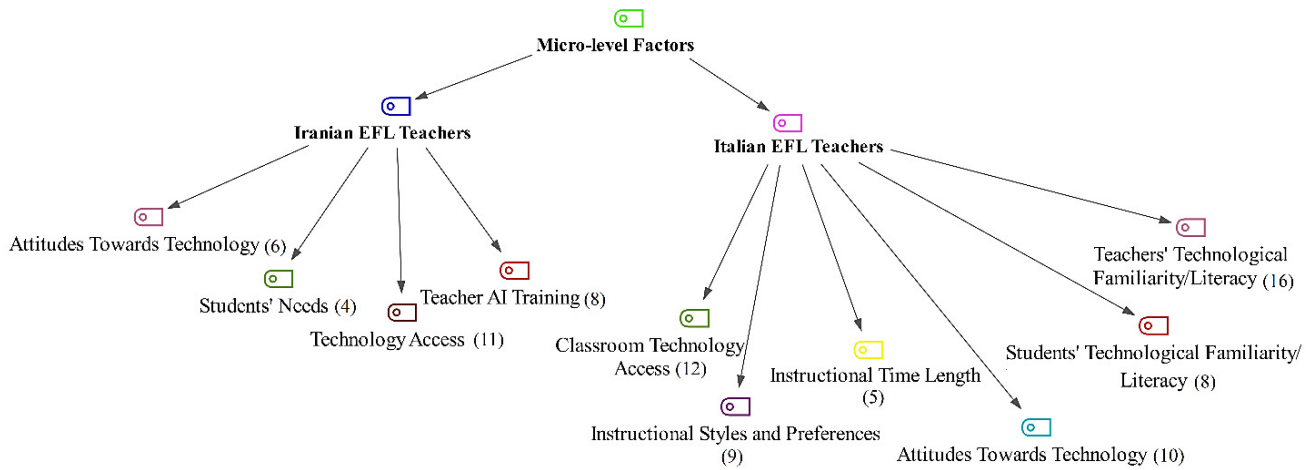 Micro-level Factors
Iranian EFL Teachers
Italian EFL Teachers
Attitudes Towards Technology (6)
Students' Needs (4)
Technology Access (11)
Teacher AI Training (8)
Classroom Technology
Access (12)
Instructional Styles and Preferences
(9)
Instructional Time Length
(5)
Attitudes Towards Technology (10)
Students' Technological Familiarity/
Literacy (8)
Teachers' Technological
Familiarity/Literacy (16)